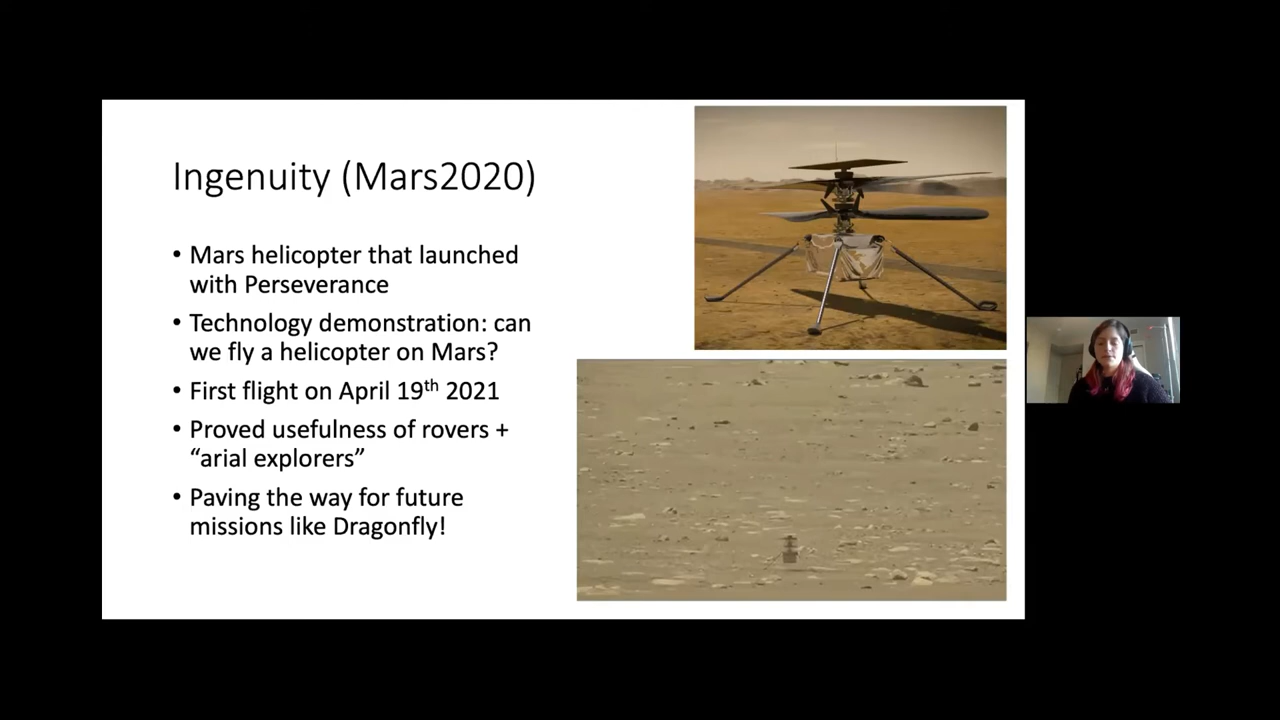 Ingenuity (Mars2020)
• Mars helicopter that launched
with Perseverance
• Technology demonstration: can
we fly a helicopter on Mars?
• First flight on April 19th 2021
• Proved usefulness of rovers +
“arial explorers”
• Paving the way for future
missions like Dragonfly!